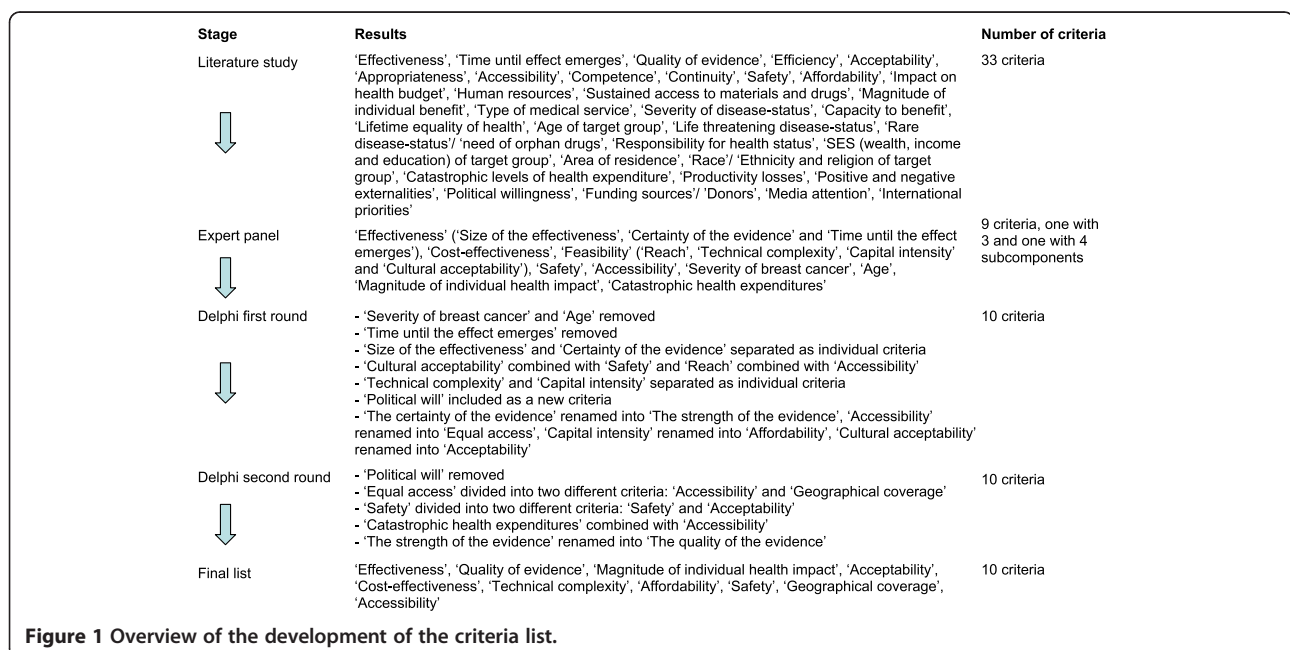 Stage Results Number of criteria
Literature study ‘Effectiveness’, ‘Time until effect emerges’, ‘Quality of evidence’, ‘Efficiency’, ‘Acceptability’, 33 criteria
‘Appropriateness’, ‘Accessibility’, ‘Competence’, ‘Continuity’, ‘Safety’, ‘Affordability’, ‘Impact on
health budget’, ‘Human resources’, ‘Sustained access to materials and drugs’, ‘Magnitude of
individual benefit’, ‘Type of medical service’, ‘Severity of disease-status’, ‘Capacity to benefit’,
‘Lifetime equality of health’, ‘Age of target group’, ‘Life threatening disease-status’, ‘Rare
disease-status’/ ‘need of orphan drugs’, ‘Responsibility for health status’, ‘SES (wealth, income
and education) of target group’, ‘Area of residence’, ‘Race’/ ‘Ethnicity and religion of target
group’, ‘Catastrophic levels of health expenditure’, ‘Productivity losses’, ‘Positive and negative
externalities’, ‘Political willingness’, ‘Funding sources’/ ’Donors’, ‘Media attention’, ‘International
priorities’
Expert panel ‘Effectiveness’ (‘Size of the effectiveness’, ‘Certainty of the evidence’ and ‘Time until the effect
emerges’), ‘Cost-effectiveness’, ‘Feasibility’ (‘Reach’, ‘Technical complexity’, ‘Capital intensity’
and ‘Cultural acceptability’), ‘Safety’, ‘Accessibility’, ‘Severity of breast cancer’, ‘Age’,
‘Magnitude of individual health impact’, ‘Catastrophic health expenditures’
9 criteria, one with
3 and one with 4
subcomponents
Delphi first round - ‘Severity of breast cancer’ and ‘Age’ removed 10 criteria
- ‘Time until the effect emerges’ removed
- ‘Size of the effectiveness’ and ‘Certainty of the evidence’ separated as individual criteria
- ‘Cultural acceptability’ combined with ‘Safety’ and ‘Reach’ combined with ‘Accessibility’
- ‘Technical complexity’ and ‘Capital intensity’ separated as individual criteria
- ‘Political will’ included as a new criteria
- ‘The certainty of the evidence’ renamed into ‘The strength of the evidence’, ‘Accessibility’
renamed into ‘Equal access’, ‘Capital intensity’ renamed into ‘Affordability’, ‘Cultural acceptability’
renamed into ‘Acceptability’
Delphi second round - ‘Political will’ removed 10 criteria
- ‘Equal access’ divided into two different criteria: ‘Accessibility’ and ‘Geographical coverage’
- ‘Safety’ divided into two different criteria: ‘Safety’ and ‘Acceptability’
- ‘Catastrophic health expenditures’ combined with ‘Accessibility’
- ‘The strength of the evidence’ renamed into ‘The quality of the evidence’
Final list ‘Effectiveness’, ‘Quality of evidence’, ‘Magnitude of individual health impact’, ‘Acceptability’, 10 criteria
‘Cost-effectiveness’, ‘Technical complexity’, ‘Affordability’, ‘Safety’, ‘Geographical coverage’,
‘Accessibility’
Figure 1 Overview of the development of the criteria list.